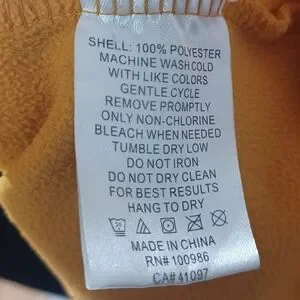 SHELL: 100% POLYESTER
MACHINE WASH COLD
WITH LIKE COLORS
GENTLE CYCLE
REMOVE PROMPTLY
ONLY NON-CHLORINE
BLEACH WHEN NEEDED
TUMBLE DRY LOW
DO NOT IRON
DO NOT DRY CLEAN
FOR BEST RESULTS
HANG TO DRY
MADE IN CHINA
RN# 100986
CA# 41097